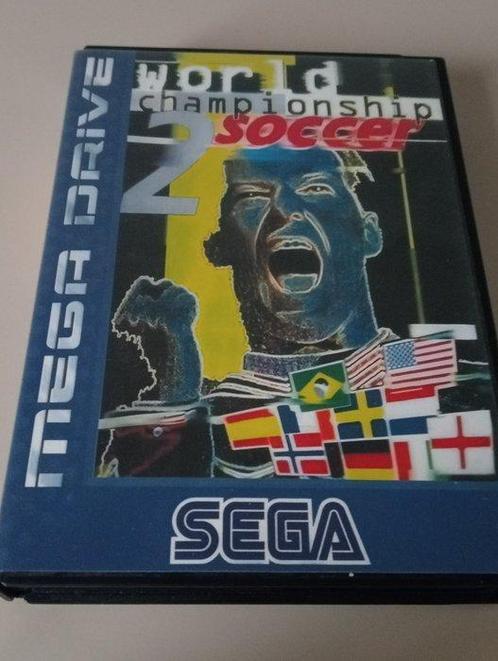 world
championship
2 soccer
MEGA DRIVE
SEGA